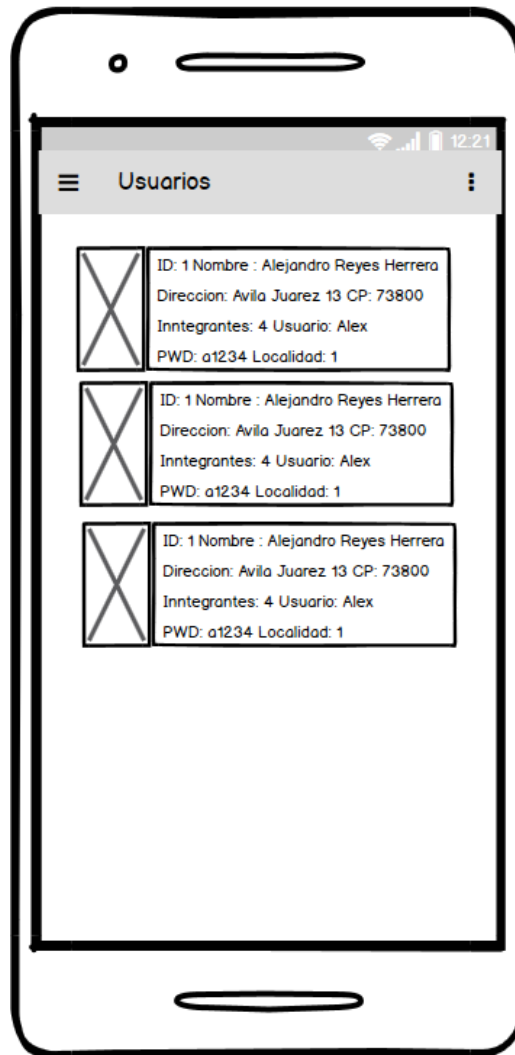 12:21
Usuarios
ID: 1 Nombre : Alejandro Reyes Herrera
Direccion: Avila Juarez 13 CP: 73800
Inntegrantes: 4 Usuario: Alex
PWD: a1234 Localidad: 1
ID: 1 Nombre : Alejandro Reyes Herrera
Direccion: Avila Juarez 13 CP: 73800
Inntegrantes: 4 Usuario: Alex
PWD: a1234 Localidad: 1
ID: 1 Nombre : Alejandro Reyes Herrera
Direccion: Avila Juarez 13 CP: 73800
Inntegrantes: 4 Usuario: Alex
PWD: a1234 Localidad: 1